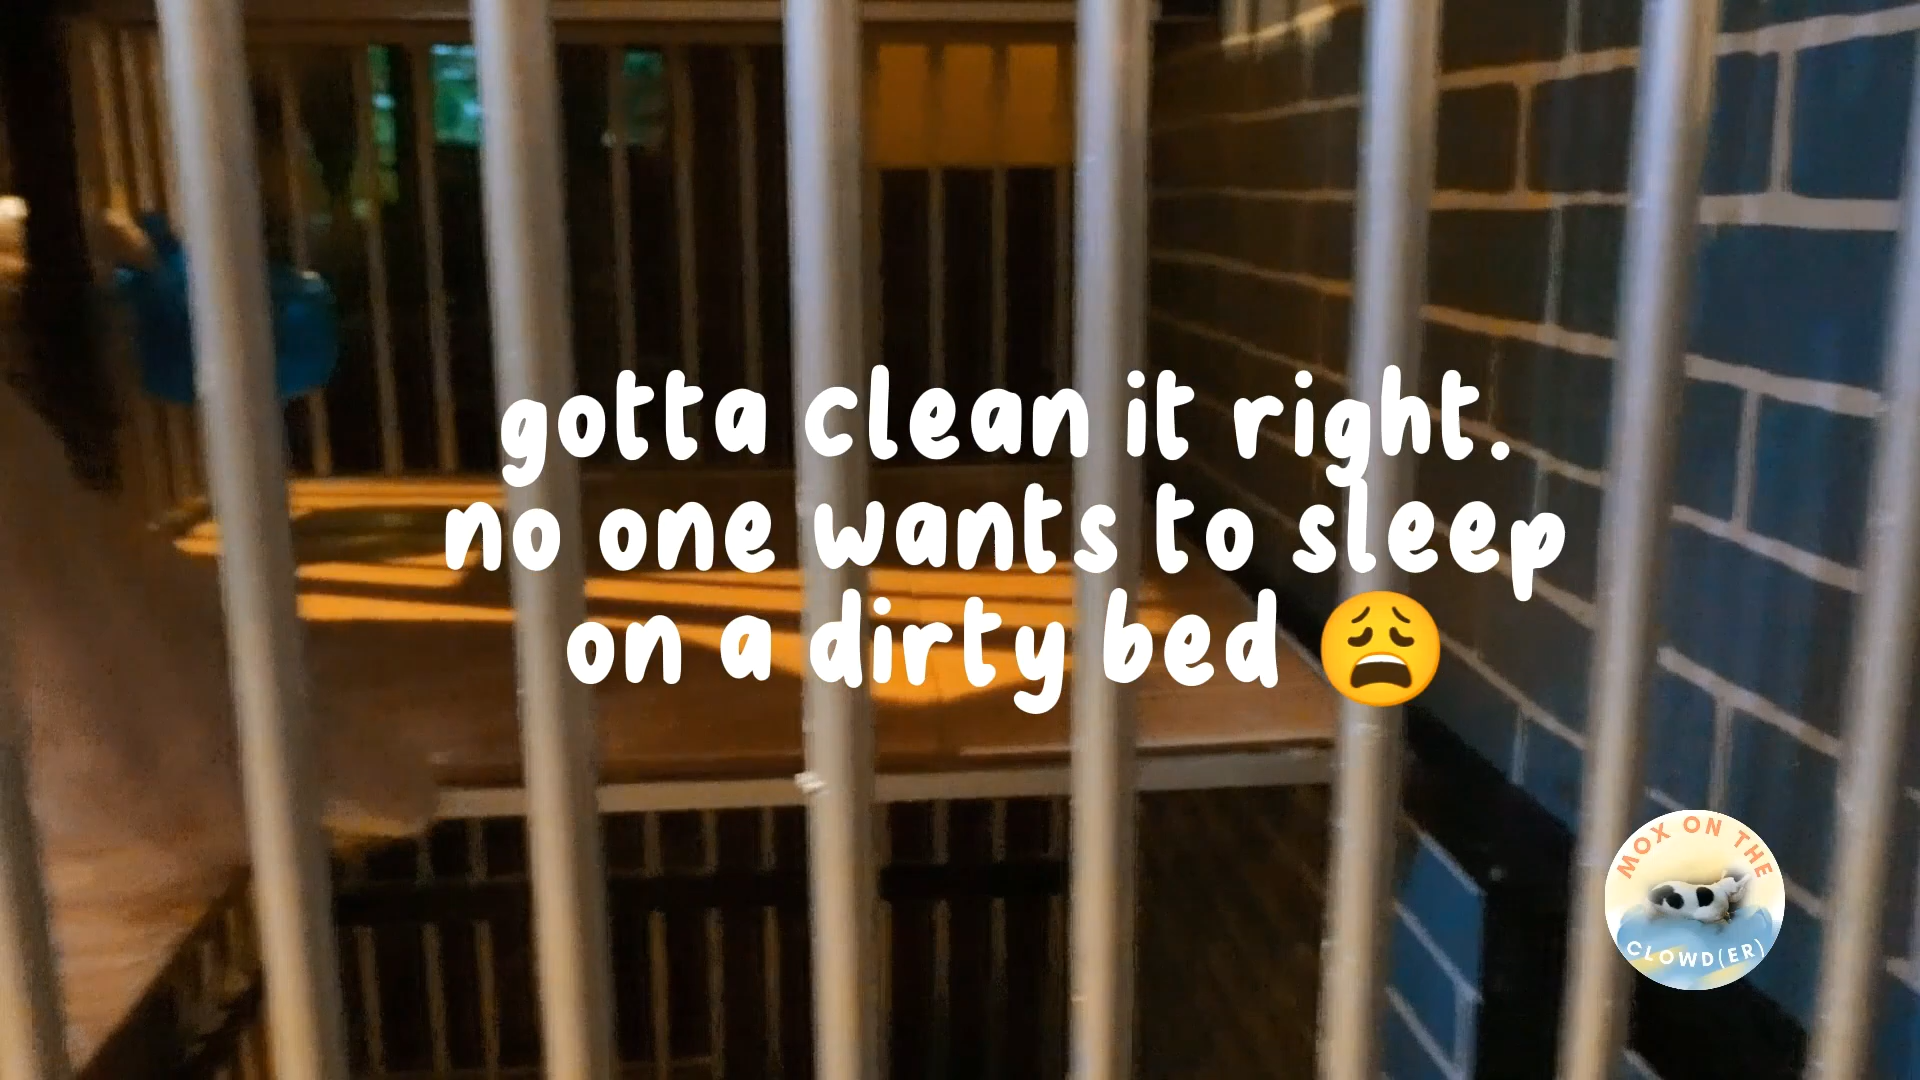 gotta clean it right.
no one wants to sleep
on a dirty bed 😩
MOX ON THE
CLOWD(ER)